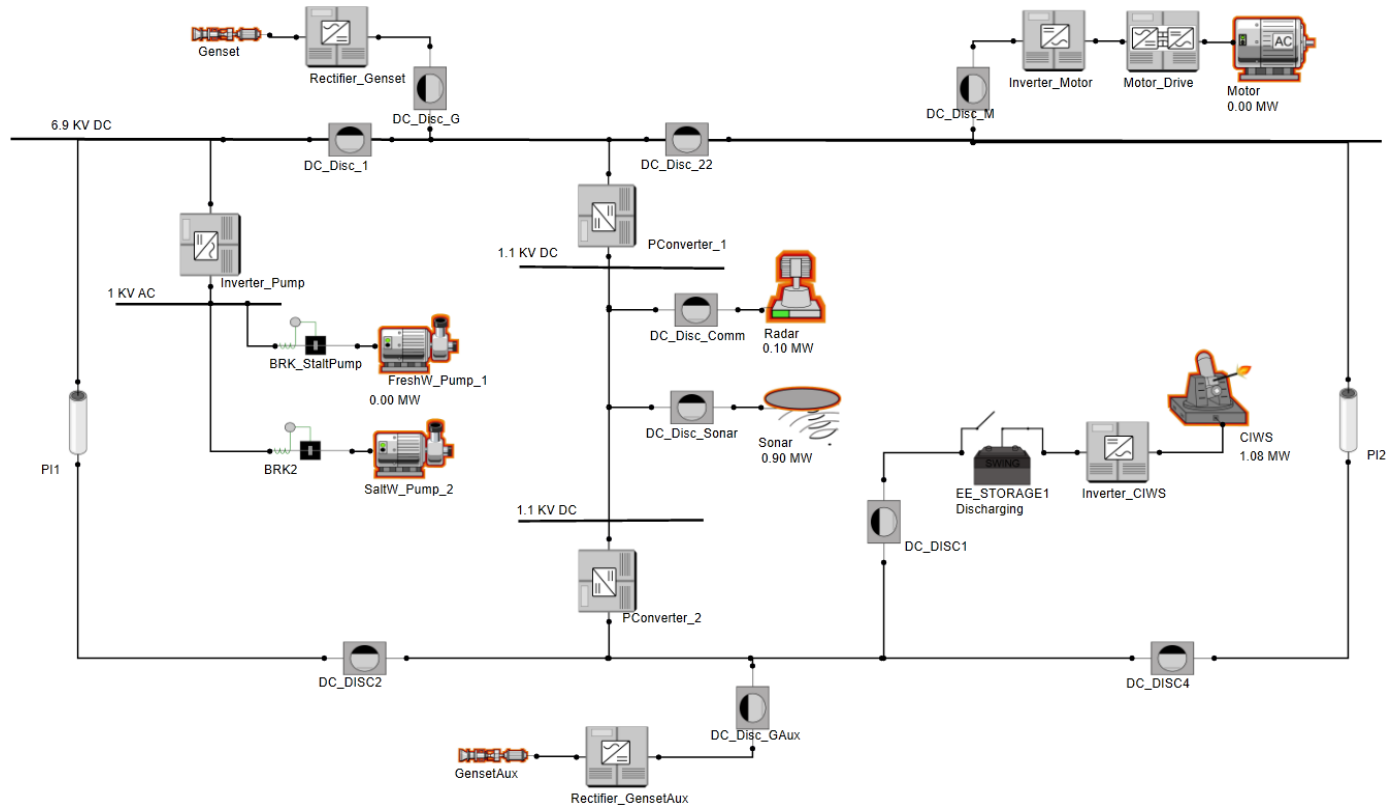 Genset
Rectifier_Genset
DC_Disc_G
Inverter_Motor
Motor_Drive
AC
Motor
0.00 MW
DC_Disc_M
6.9 KV DC
DC_Disc_1
DC_Disc_22
Inverter_Pump
PConverter_1
1.1 KV DC
1 KV AC
BRK_StaltPump
FreshW_Pump_1
0.00 MW
DC_Disc_Comm
Radar
0.10 MW
BRK2
SaltW_Pump_2
DC_Disc_Sonar
Sonar
0.90 MW
PI1
SWING
EE_STORAGE1
Discharging
Inverter_CIWS
CIWS
1.08 MW
PI2
1.1 KV DC
DC_DISC1
PConverter_2
DC_DISC2
DC_DISC4
DC_Disc_GAux
GensetAux
Rectifier_GensetAux